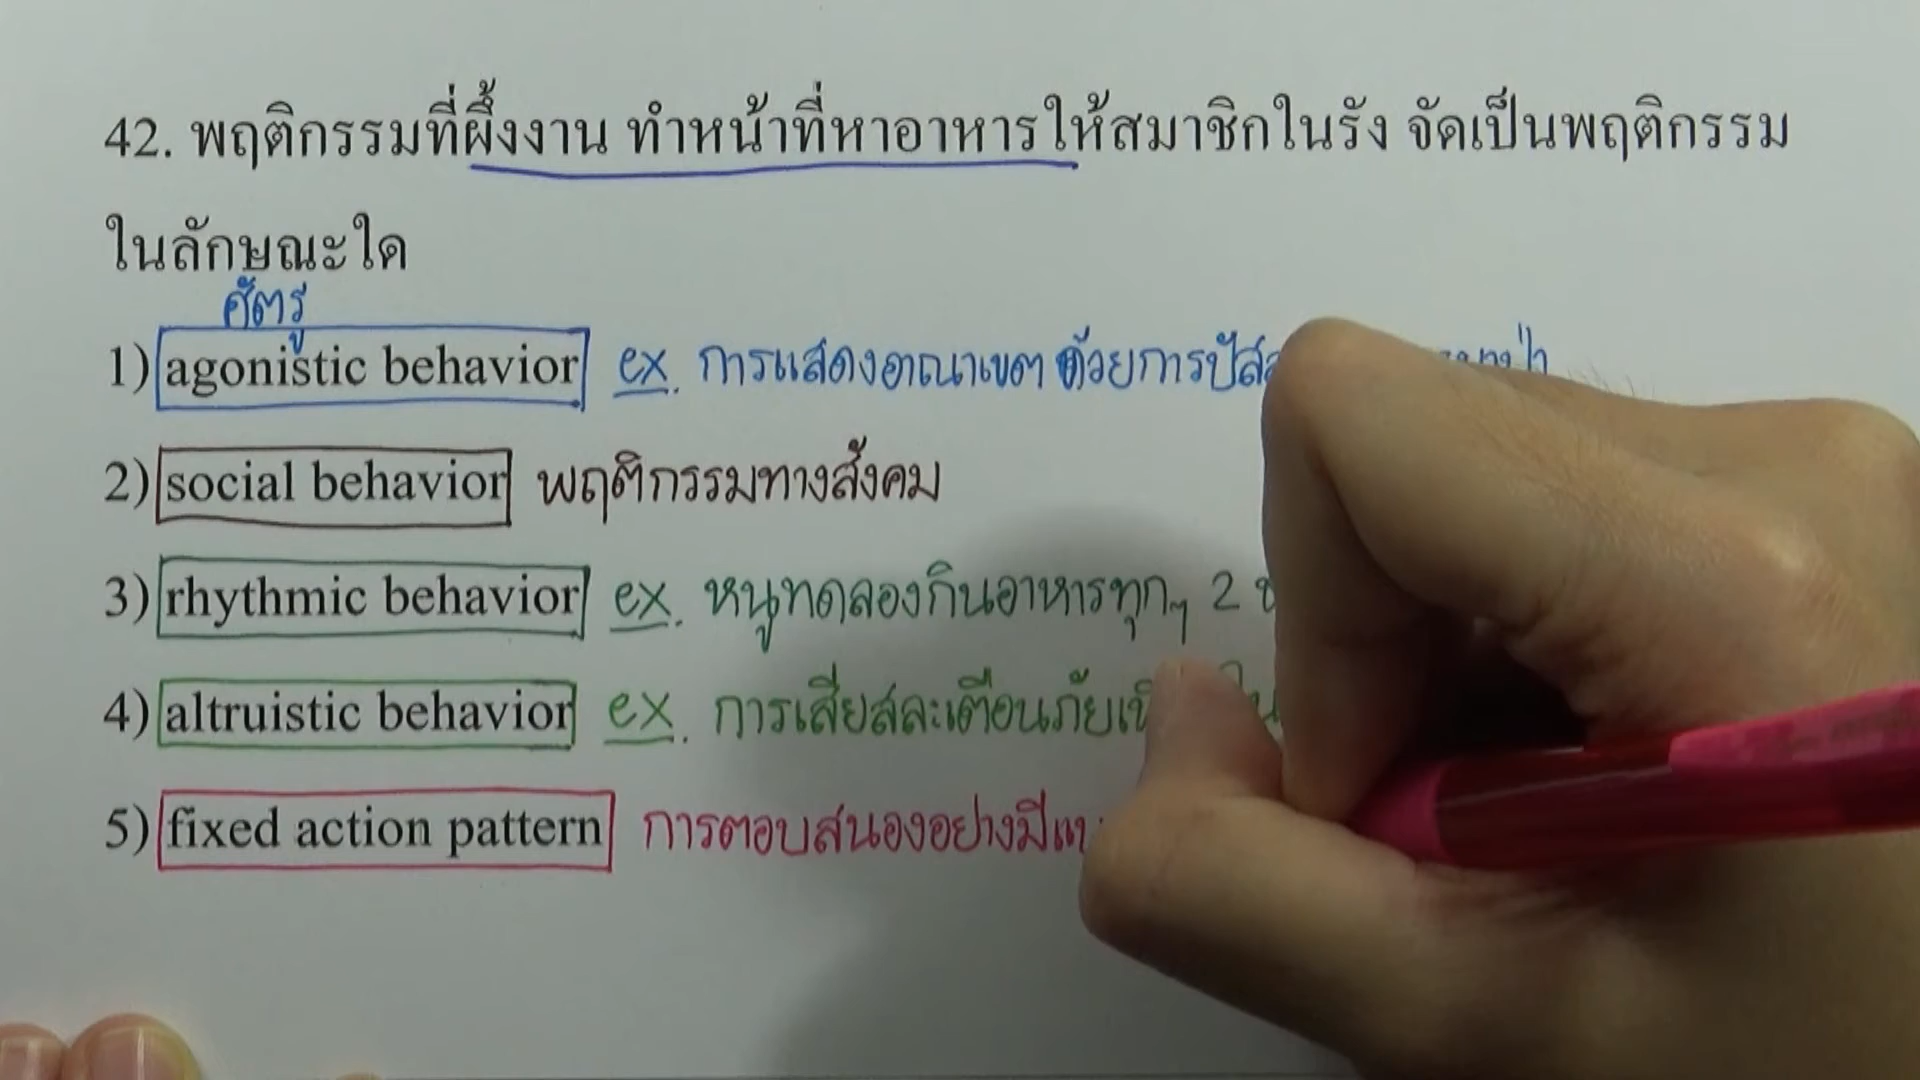 42. พฤติกรรมที่ผึ้งงาน ทำหน้าที่หาอาหารให้สมาชิกในรัง จัดเป็นพฤติกรรม
ในลักษณะใด
ศัตรู
1) agonistic behavior ex. การแสดงอาณาเขต ด้วยการ
2) social behavior พฤติกรรมทางสังคม
3) rhythmic behavior ex. หนูทดลองกินอาหารทุกๆ 2
4) altruistic behavior ex. การเสียสละเตือนภัย
5) fixed action pattern การตอบสนองอย่างมี